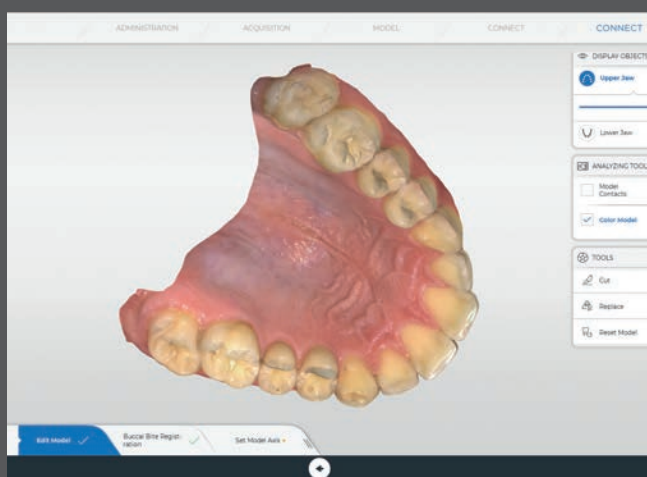 ADMINISTRATION ACQUISITION MODEL CONNECT CONNECT
DISPLAY OBJECTS
Upper Jaw
Lower Jaw
ANALYZING TOOL
Model
Contacts
Color Model
TOOLS
Cut
Replace
Reset Model
Edit Model
Buccal Bite Regist-
ration
Set Model Axis